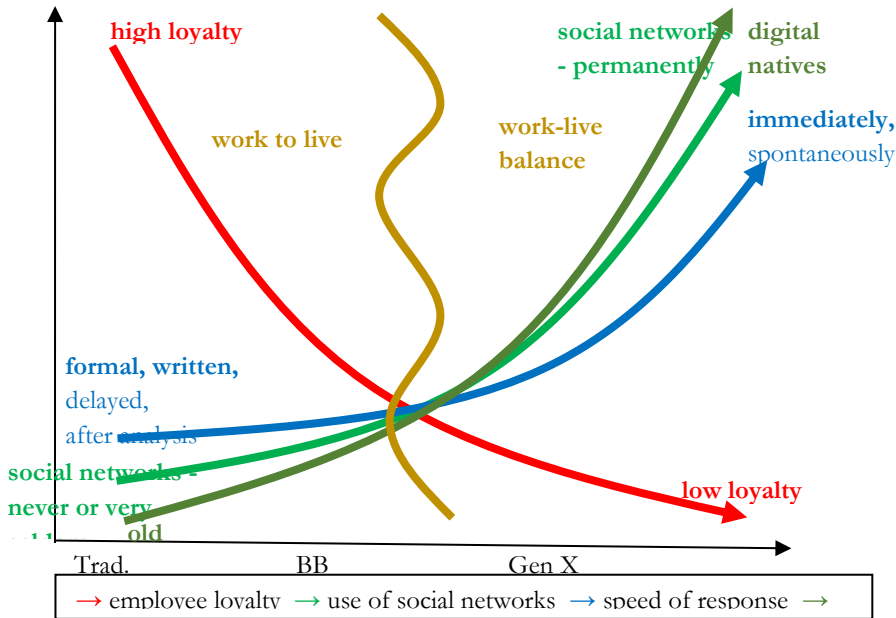 high loyalty
social networks
- permanently
digital
natives
work to live
work-live
balance
immediately,
spontaneously
formal, written,
delayed,
after analysis
social networks -
never or very
old
low loyalty
Trad.
BB
Gen X
→ employee loyalty → use of social networks → speed of response →